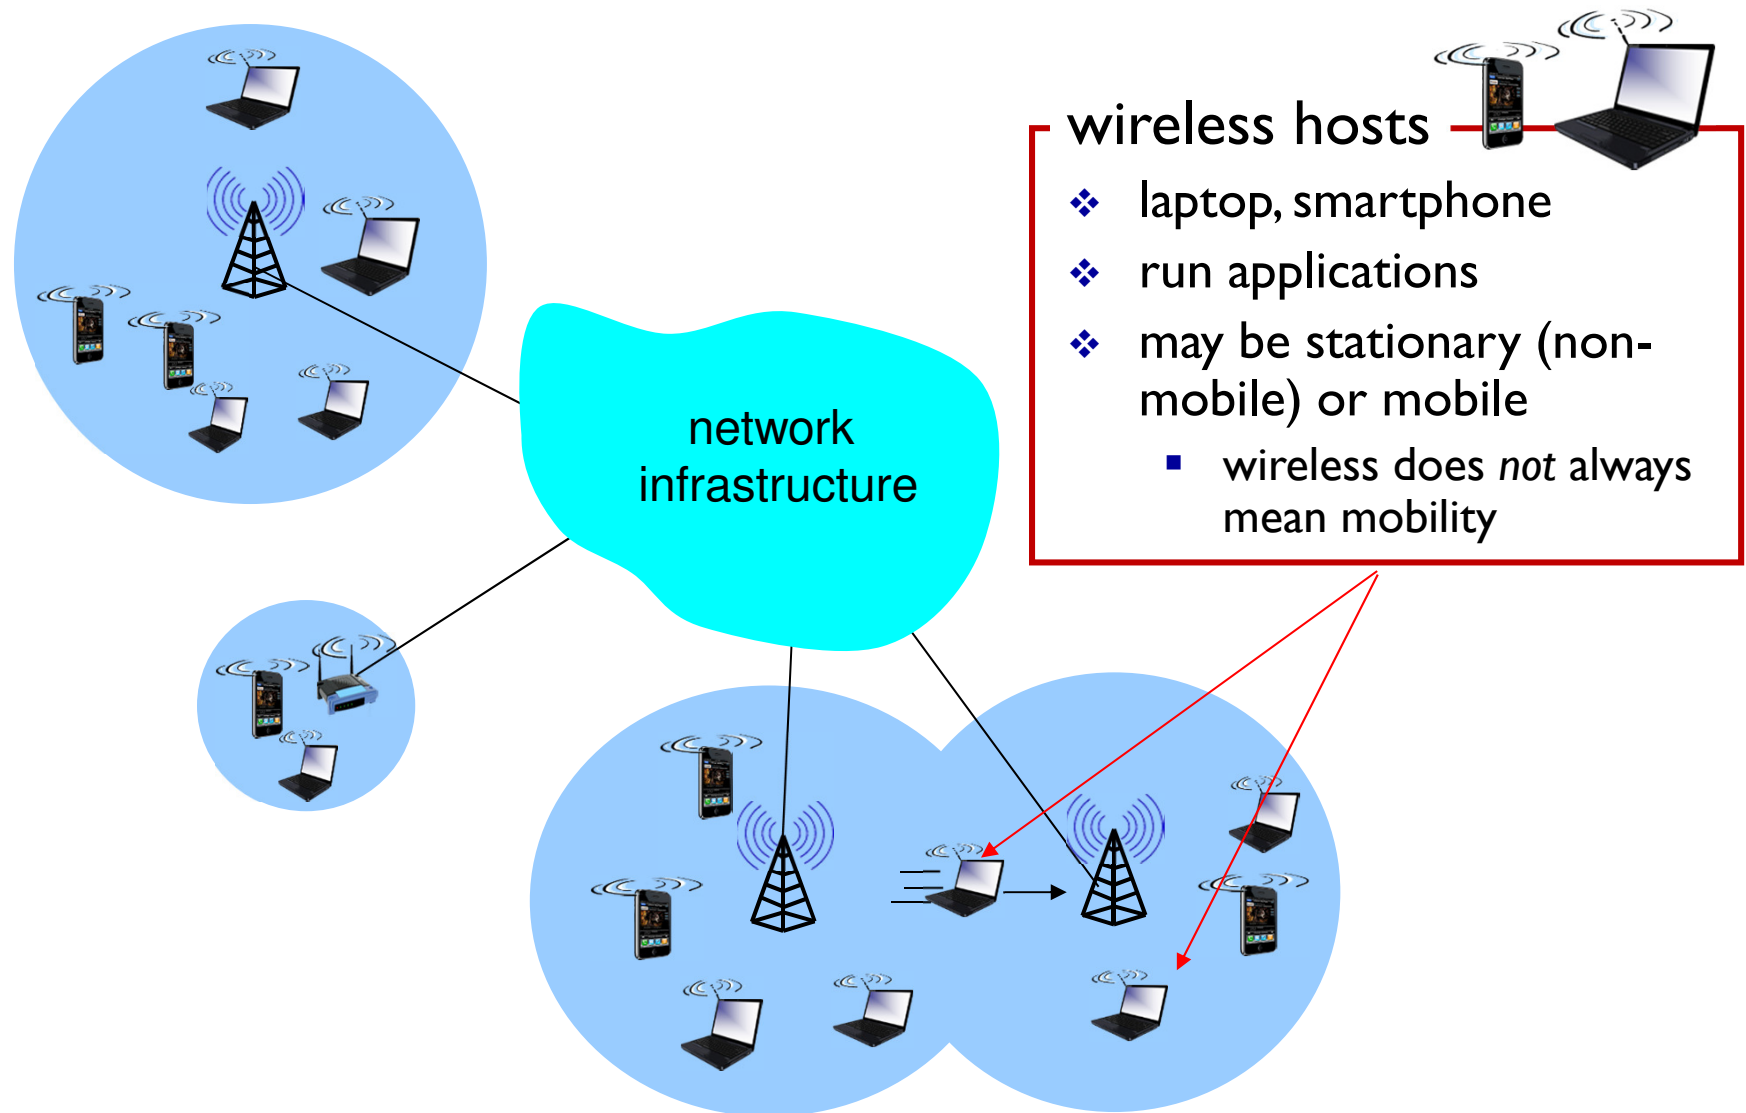 wireless hosts
❖ laptop, smartphone
❖ run applications
❖ may be stationary (non-
mobile) or mobile
▪ wireless does not always
mean mobility
network
infrastructure